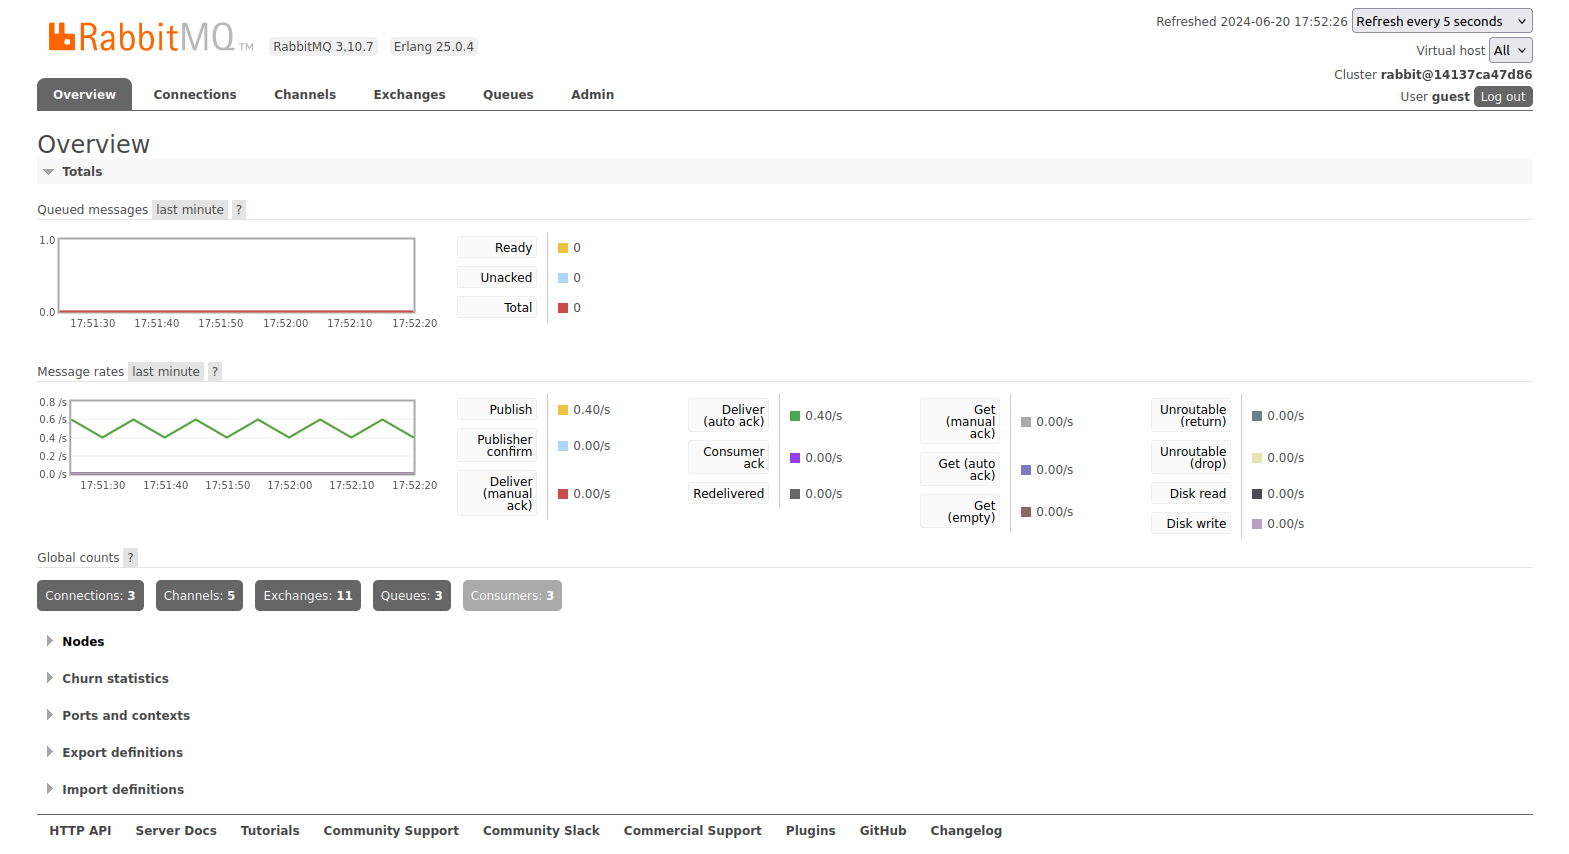 RabbitMQ TM RabbitMQ 3.10.7 Erlang 25.0.4
Refreshed 2024-06-20 17:52:26 Refresh every 5 seconds
Virtual host All
Cluster rabbit@14137ca47d86
User guest Log out
Overview Connections Channels Exchanges Queues Admin
Overview
Totals
Queued messages last minute ?
1.0
0.0
17:51:30 17:51:40 17:51:50 17:52:00 17:52:10 17:52:20
Ready 0
Unacked 0
Total 0
Message rates last minute ?
0.8 /s
0.6 /s
0.4 /s
0.2 /s
0.0 /s
17:51:30 17:51:40 17:51:50 17:52:00 17:52:10 17:52:20
Publish 0.40/s
Publisher
confirm 0.00/s
Deliver
(manual
ack) 0.00/s
Deliver
(auto ack) 0.40/s
Consumer
ack 0.00/s
Redelivered 0.00/s
Get
(manual
ack) 0.00/s
Get (auto
ack) 0.00/s
Get
(empty) 0.00/s
Unroutable
(return) 0.00/s
Unroutable
(drop) 0.00/s
Disk read 0.00/s
Disk write 0.00/s
Global counts ?
Connections: 3 Channels: 5 Exchanges: 11 Queues: 3 Consumers: 3
Nodes
Churn statistics
Ports and contexts
Export definitions
Import definitions
HTTP API Server Docs Tutorials Community Support Community Slack Commercial Support Plugins GitHub Changelog